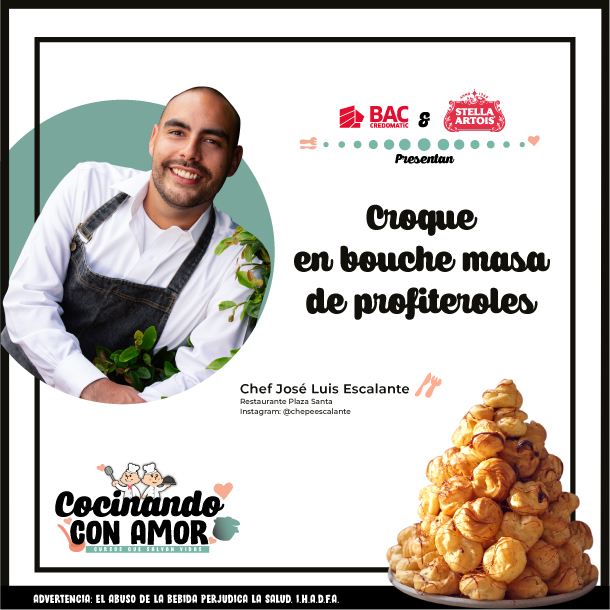 BAC
CREDOMATIC
&
STELLA
ARTOIS
Presentan
Croque
en bouche masa
de profiteroles
Chef José Luis Escalante
Restaurante Plaza Santa
Instagram: @chepeescalante
Cocinando
CON AMOR
CURSOS QUE SALVAN VIDAS
ADVERTENCIA: EL ABUSO DE LA BEBIDA PERJUDICA LA SALUD. I.H.A.D.F.A.